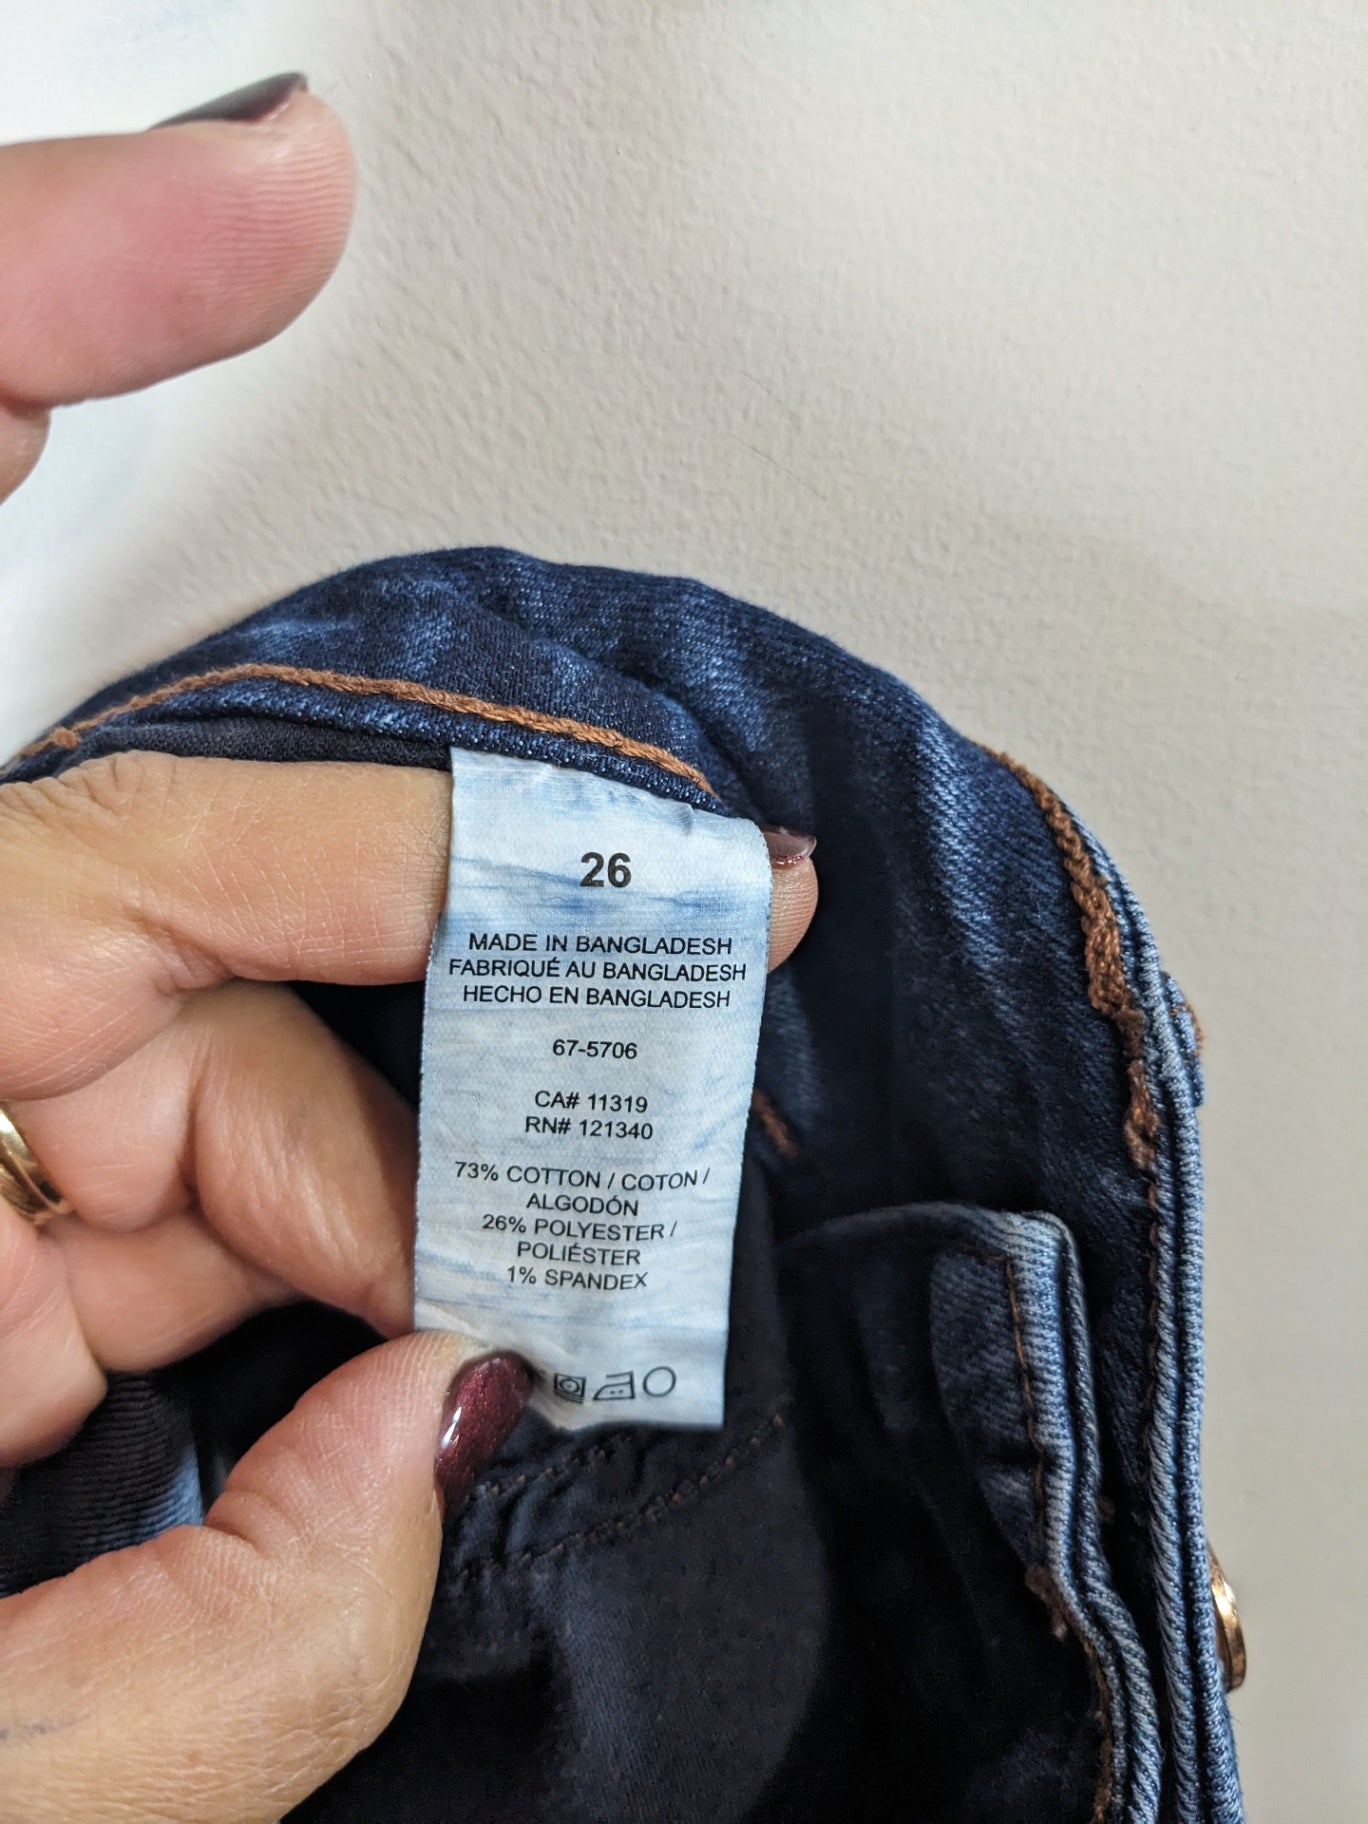 26
MADE IN BANGLADESH
FABRIQUÉ AU BANGLADESH
HECHO EN BANGLADESH
67-5706
CA# 11319
RN# 121340
73% COTTON / COTON /
ALGODÓN
26% POLYESTER /
POLIÉSTER
1% SPANDEX